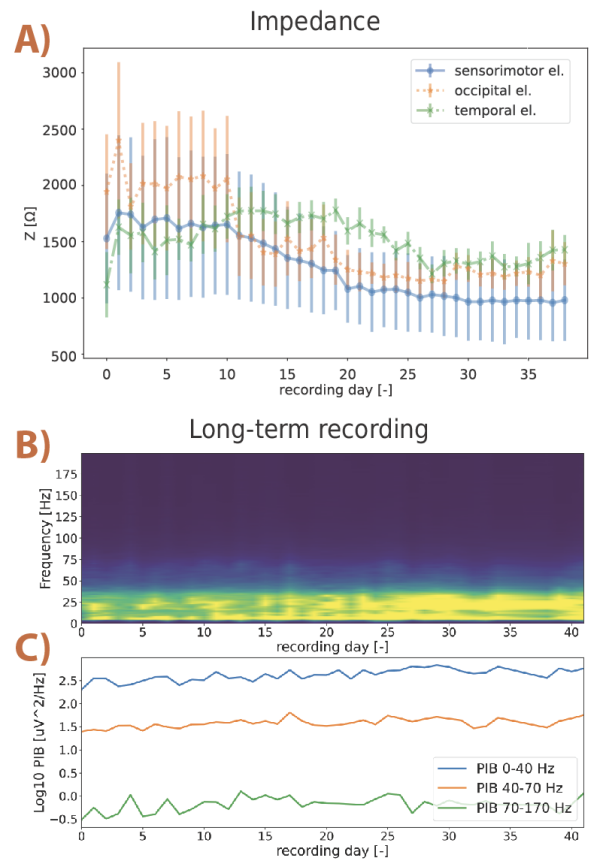 A)
Impedance
3000
2500
2000
1500
1000
500
Z [Ω]
sensorimotor el.
occipital el.
temporal el.
0 5 10 15 20 25 30 35
recording day [-]
B)
Long-term recording
175
150
125
100
75
50
25
0
Frequency [Hz]
0 5 10 15 20 25 30 35 40
recording day [-]
C)
2.5
2.0
1.5
1.0
0.5
0.0
−0.5
Log10 PIB [uV^2/Hz]
PIB 0-40 Hz
PIB 40-70 Hz
PIB 70-170 Hz
0 5 10 15 20 25 30 35 40
recording day [-]